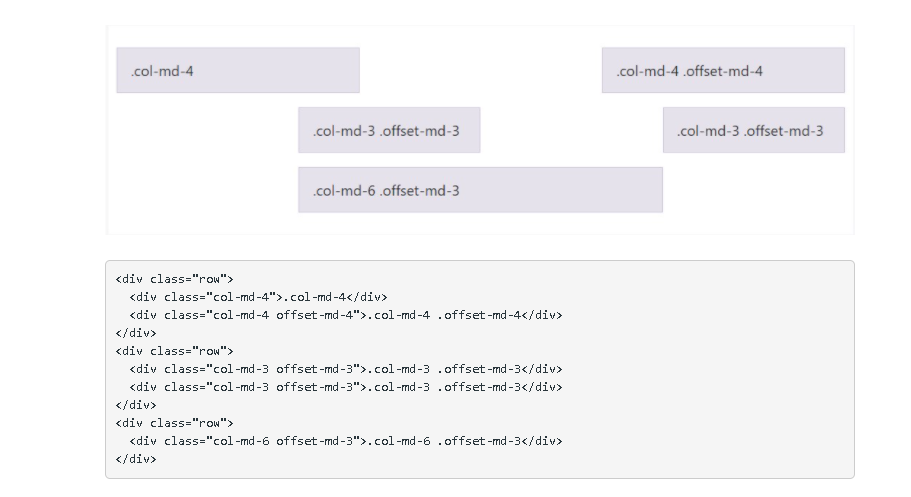 .col-md-4 .col-md-4 .offset-md-4
.col-md-3 .offset-md-3 .col-md-3 .offset-md-3
.col-md-6 .offset-md-3
<div class="row">
  <div class="col-md-4">.col-md-4</div>
  <div class="col-md-4 offset-md-4">.col-md-4 .offset-md-4</div>
</div>
<div class="row">
  <div class="col-md-3 offset-md-3">.col-md-3 .offset-md-3</div>
  <div class="col-md-3 offset-md-3">.col-md-3 .offset-md-3</div>
</div>
<div class="row">
  <div class="col-md-6 offset-md-3">.col-md-6 .offset-md-3</div>
</div>